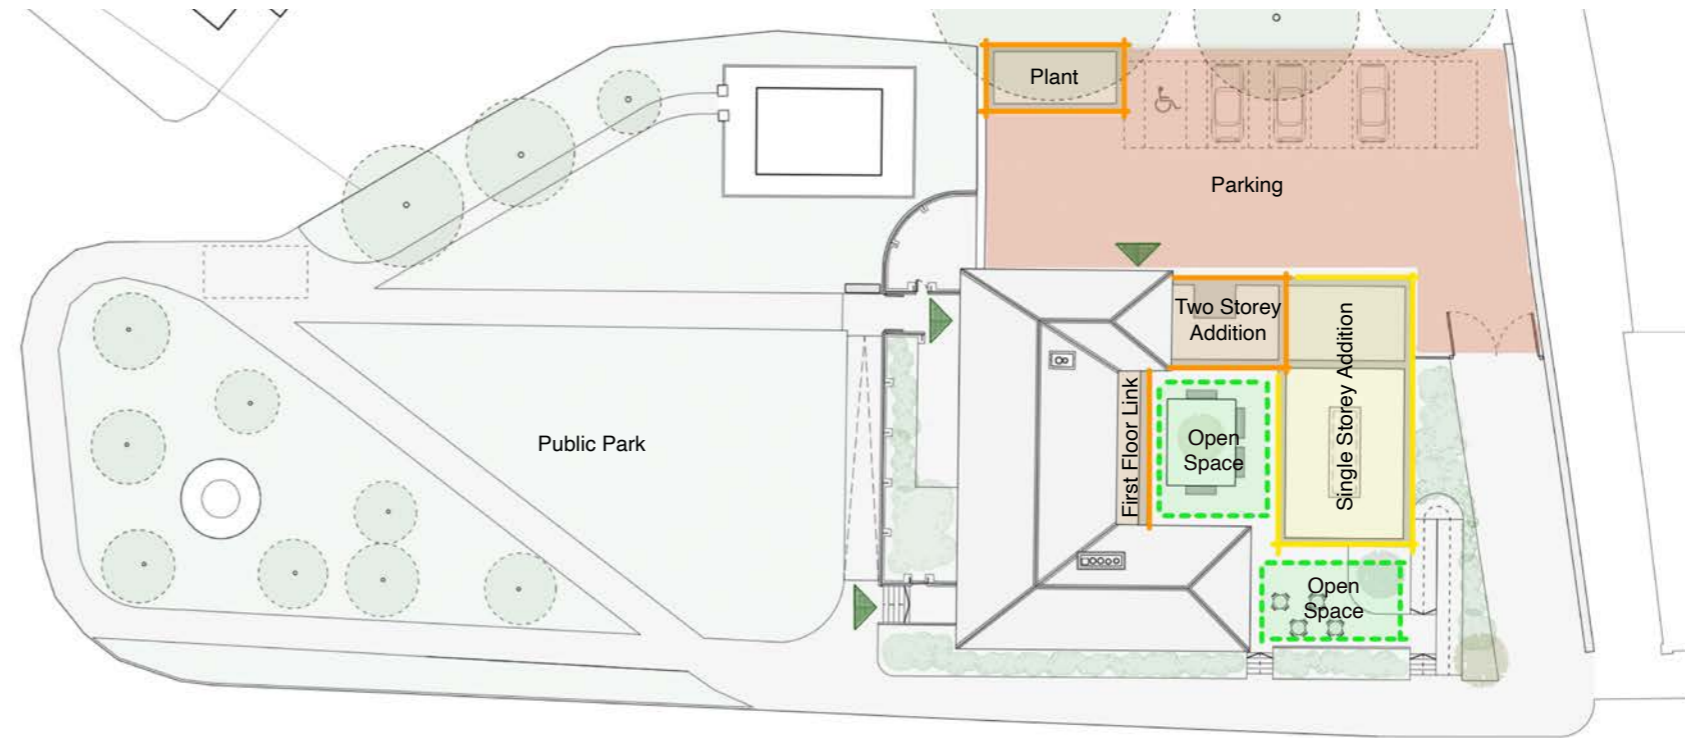 Plant
Parking
Two Storey
Addition
Single Storey Addition
First Floor Link
Open
Space
Public Park
Open
Space